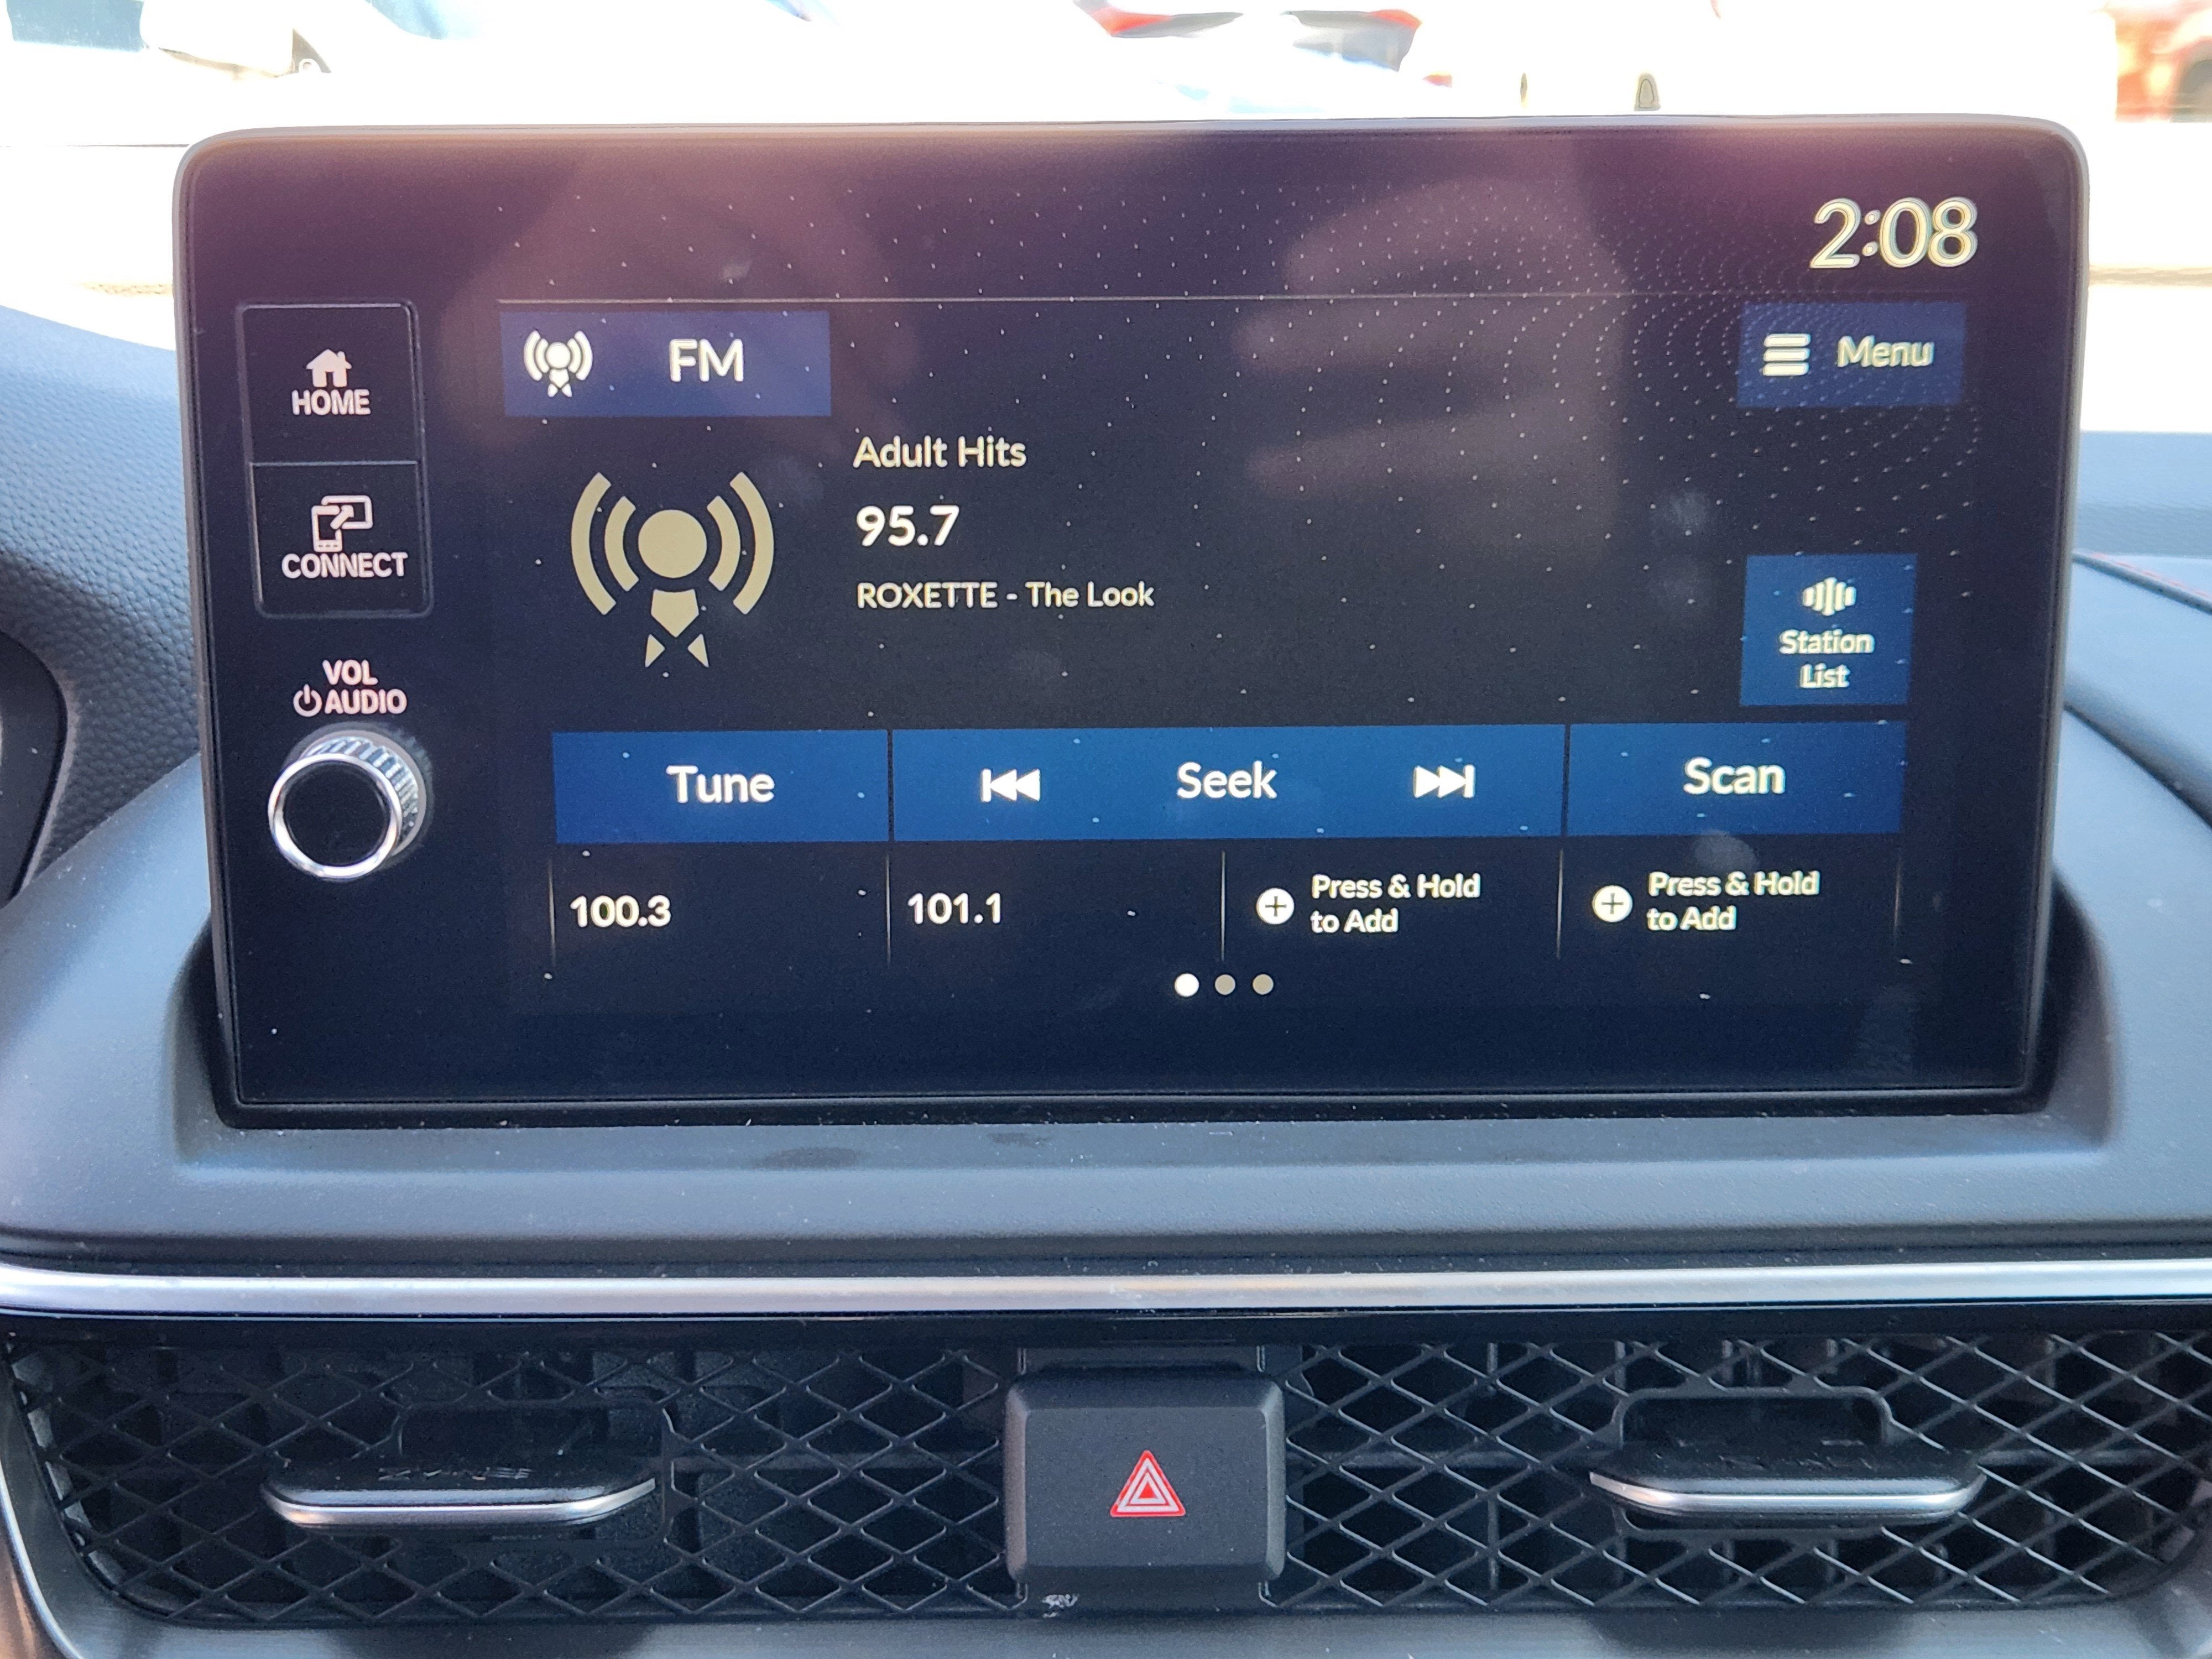 2:08
HOME
FM
Menu
Adult Hits
CONNECT
95.7
ROXETTE - The Look
Station
List
VOL
AUDIO
Tune
Seek
Scan
100.3
101.1
Press & Hold
to Add
Press & Hold
to Add